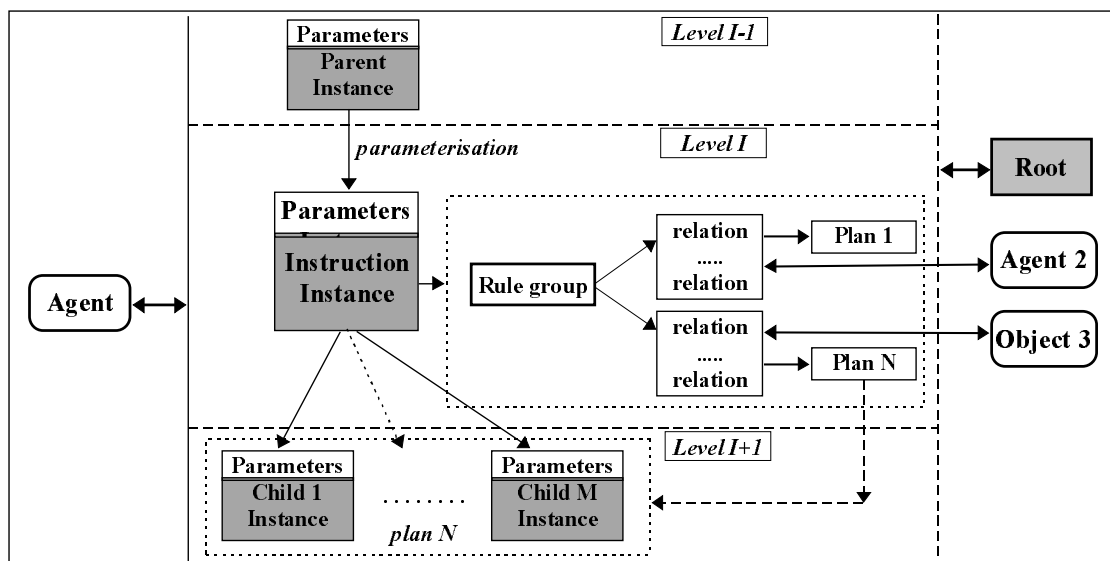 Parameters
Parent
Instance
Level I-1
Level I
parameterisation
Parameters
Instruction
Instance
Rule group
relation
.....
relation
Plan 1
relation
.....
relation
Plan N
Agent
Root
Agent 2
Object 3
Level I+1
Parameters
Child 1
Instance
........
Parameters
Child M
Instance
plan N